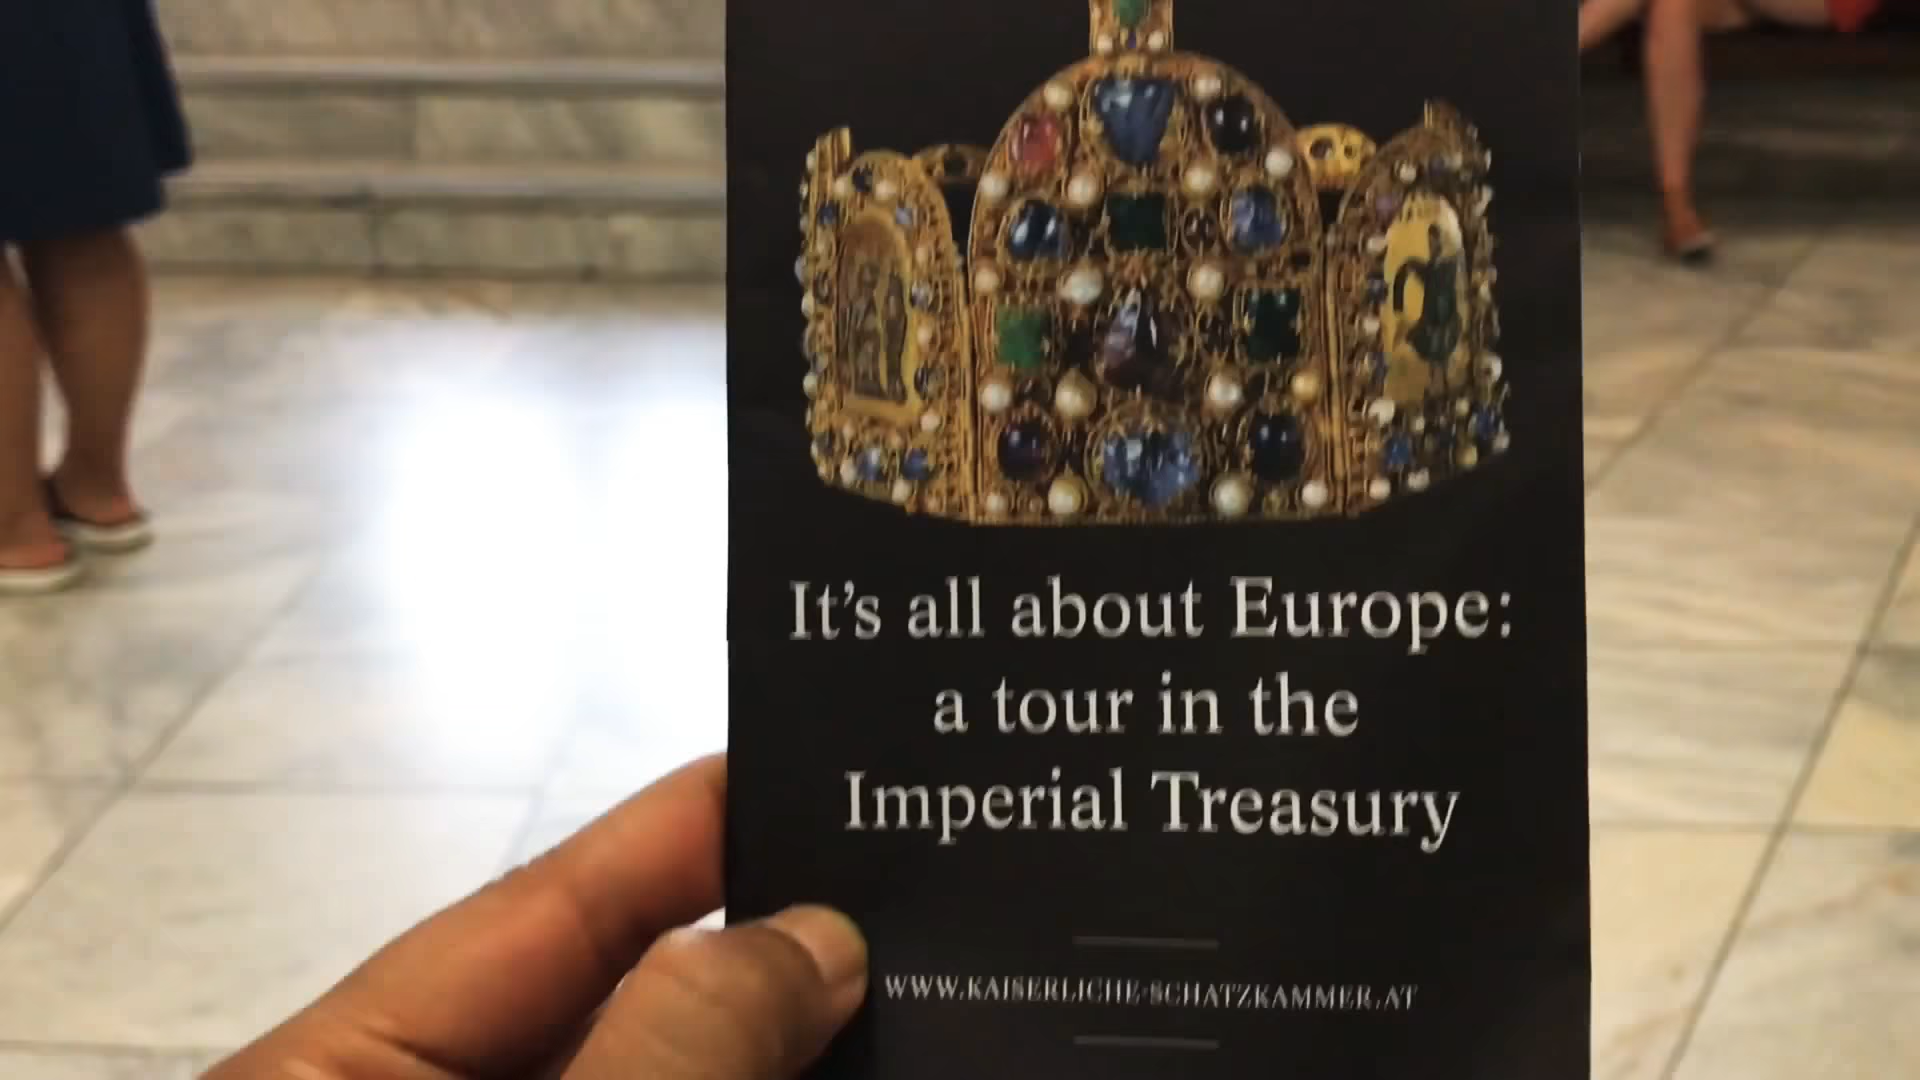 It's all about Europe:
a tour in the
Imperial Treasury
WWW.KAISERLICHE-SCHATZKAMMER.AT